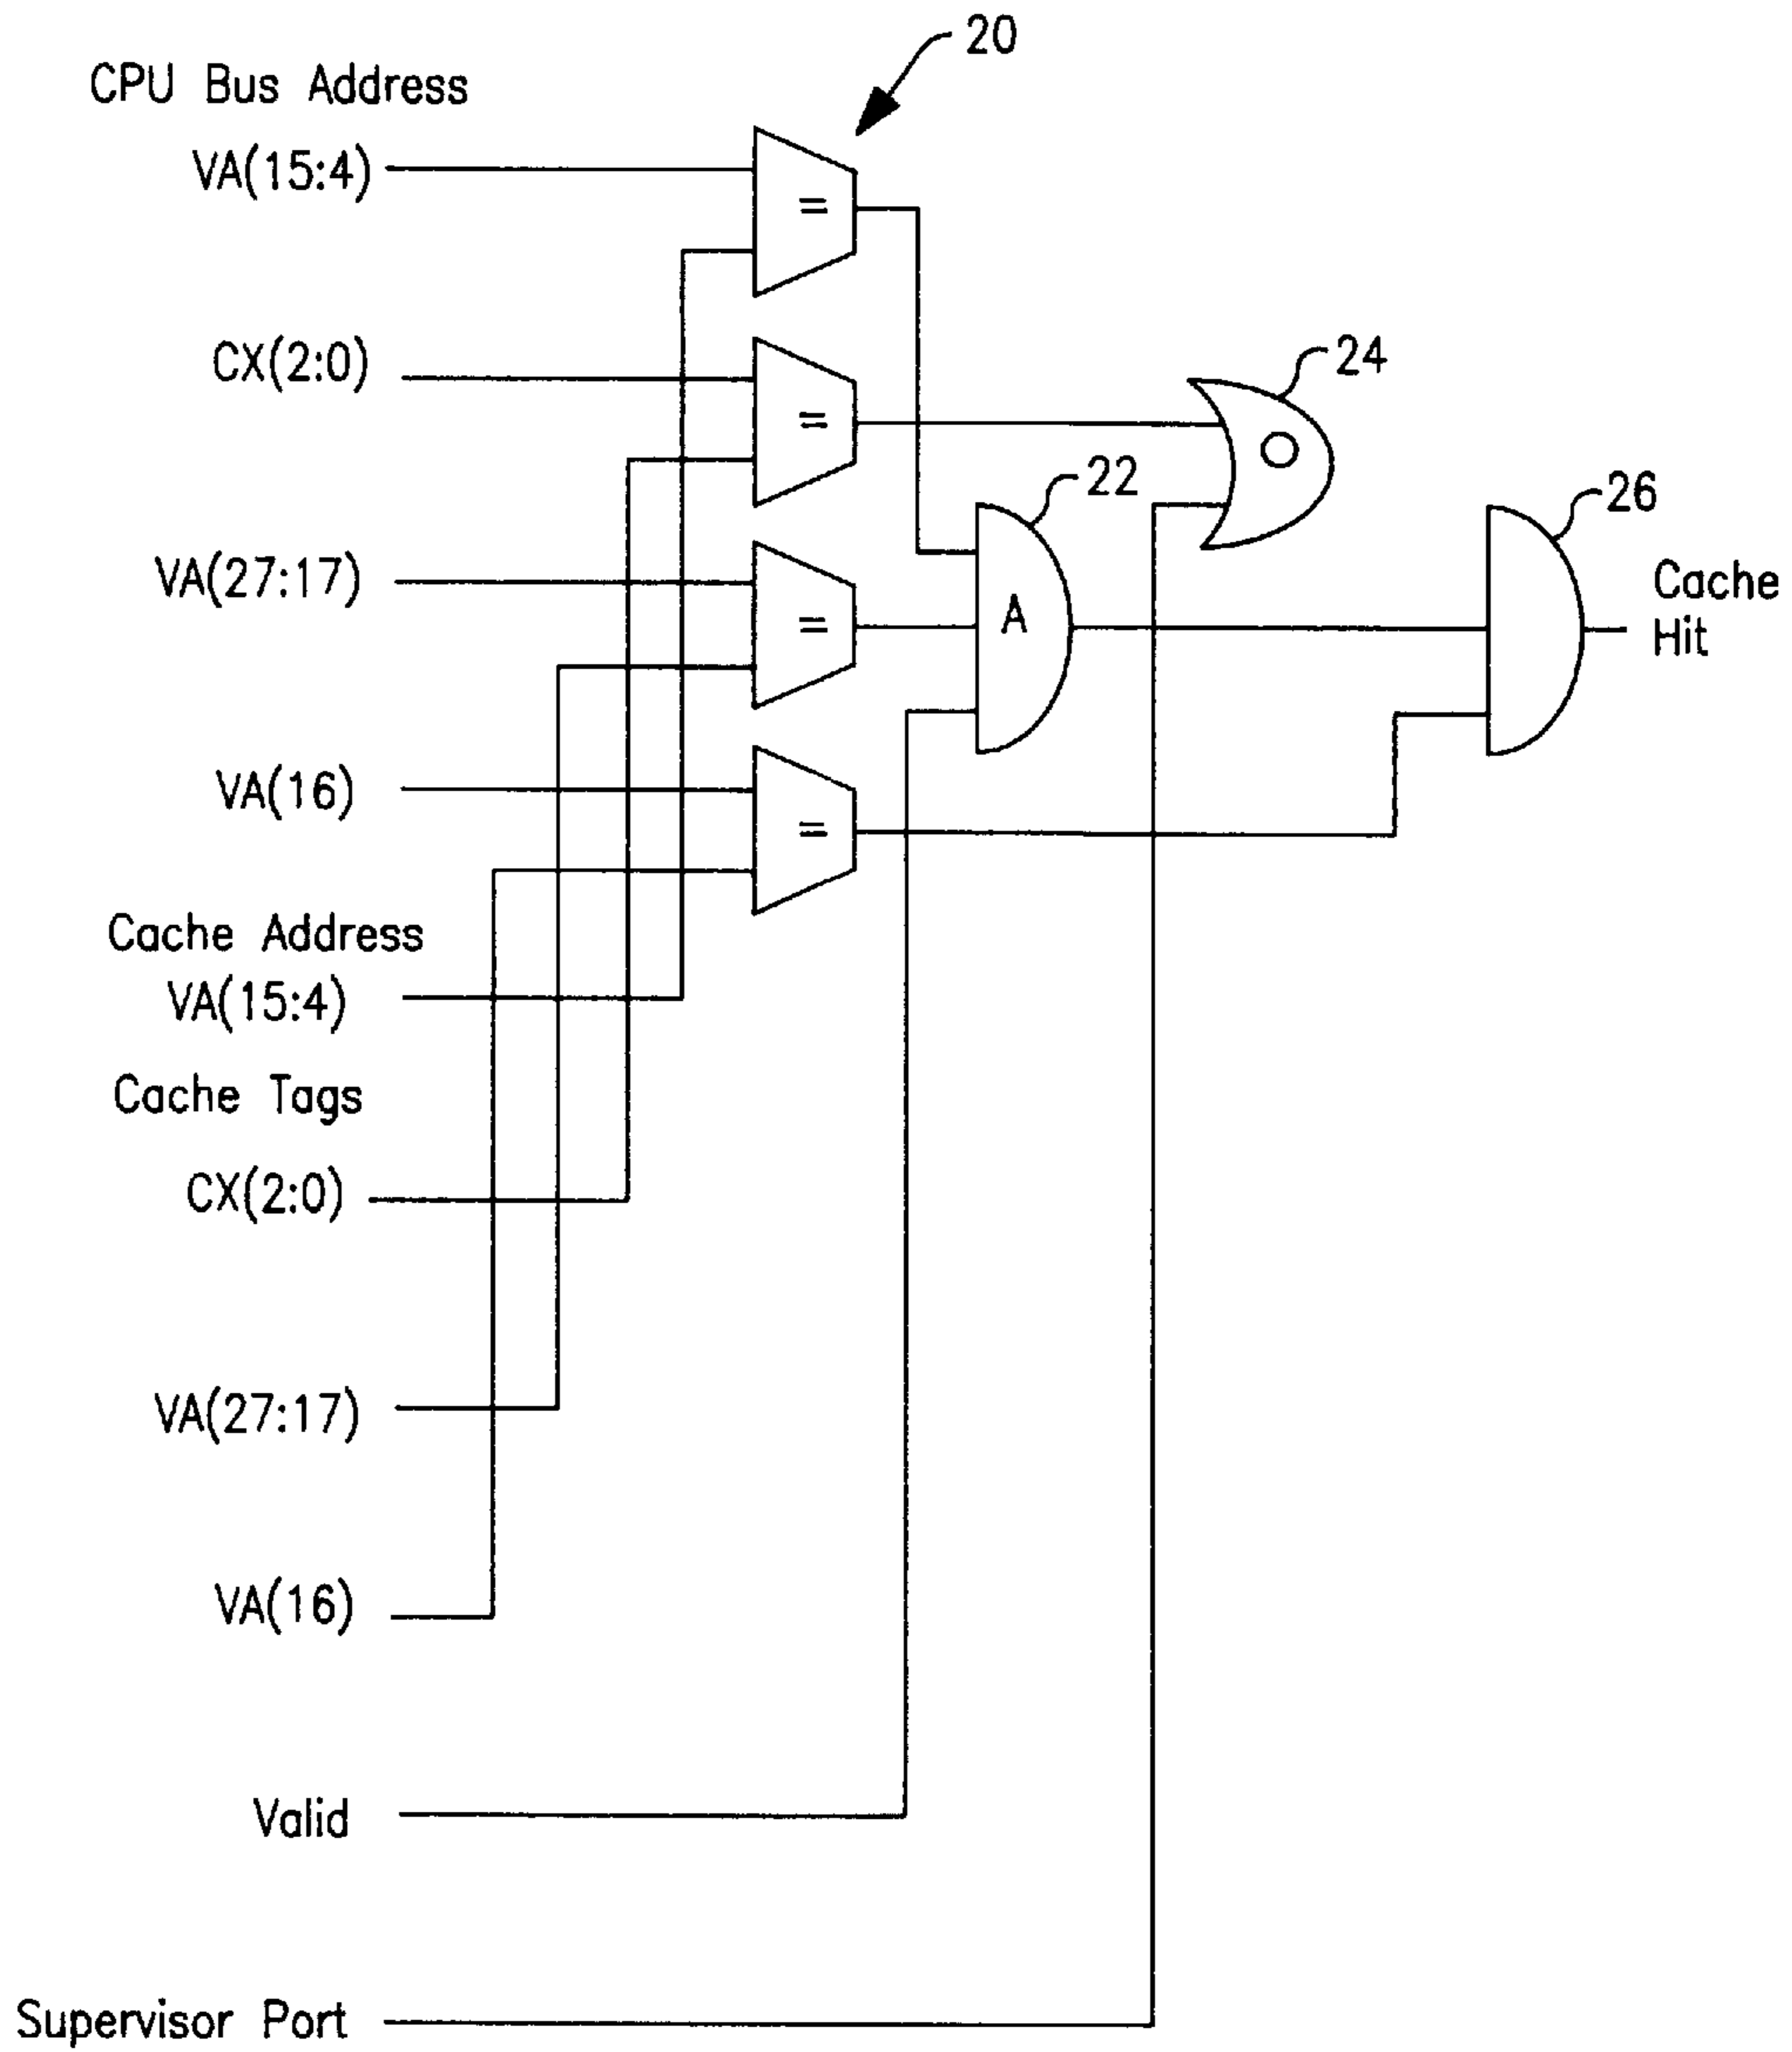 20
CPU Bus Address
VA(15:4)
=
CX(2:0)
=
24
22
26
VA(27:17)
=
A
Cache
Hit
VA(16)
=
Cache Address
VA(15:4)
Cache Tags
CX(2:0)
VA(27:17)
VA(16)
Valid
Supervisor Port